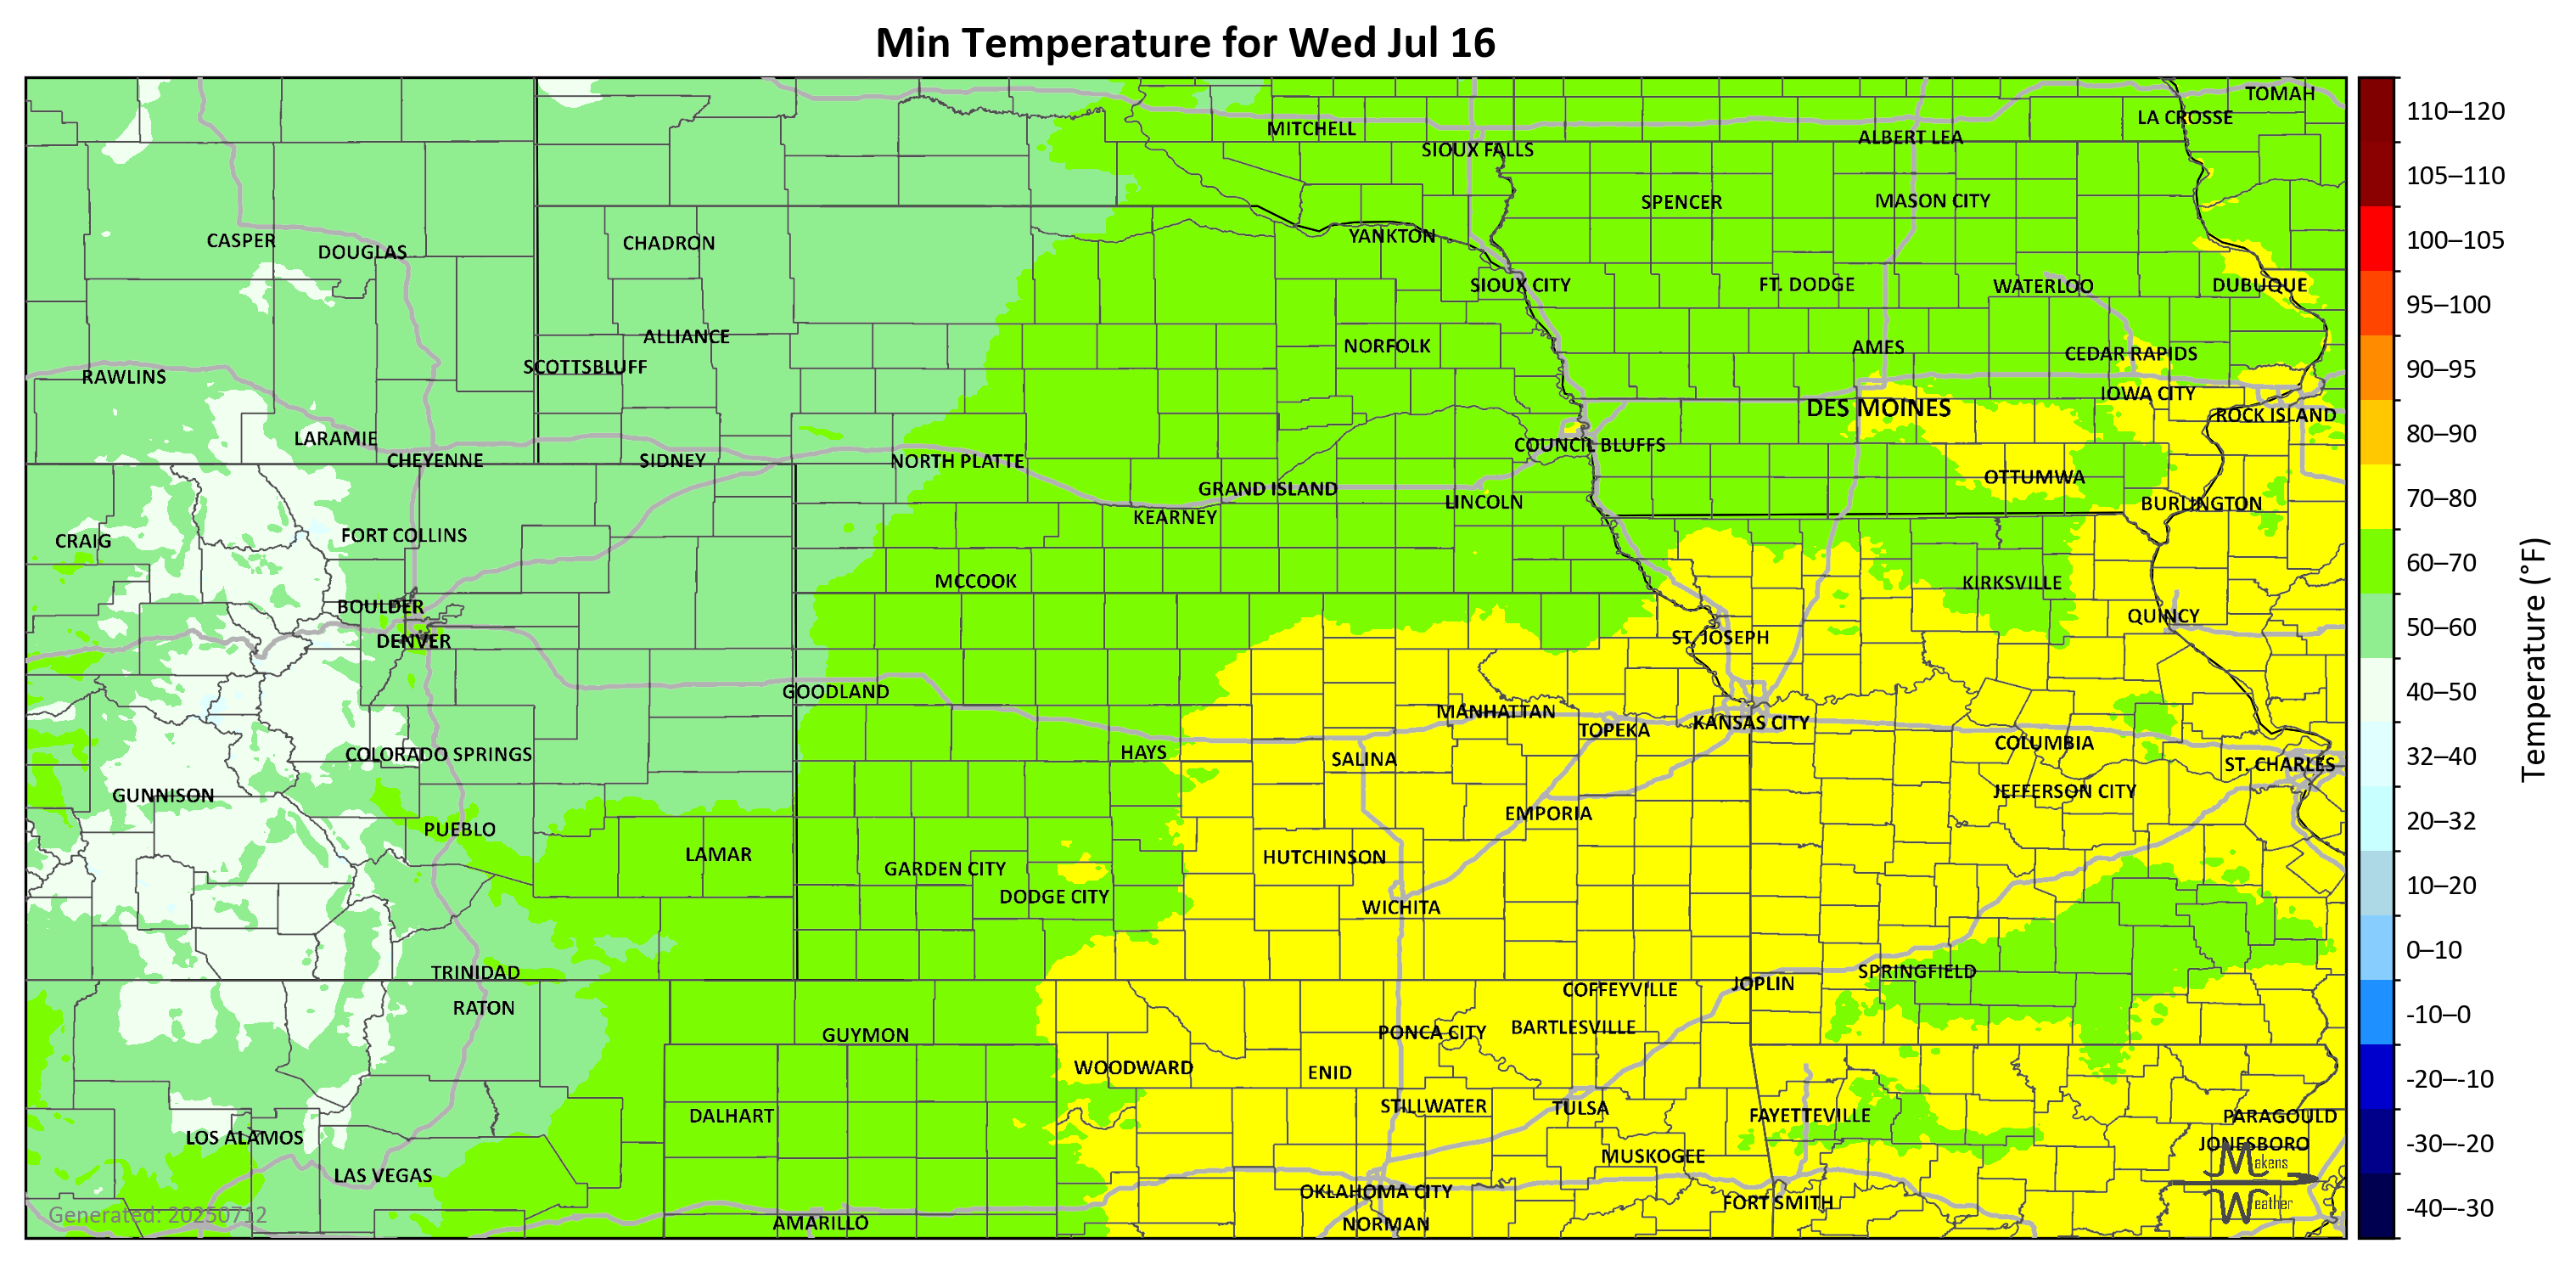 Min Temperature for Wed Jul 16
TOMAH
LA CROSSE
MITCHELL
ALBERT LEA
SIOUX FALLS
SPENCER
MASON CITY
CASPER
DOUGLAS
CHADRON
YANKTON
SIOUX CITY
FT. DODGE
WATERLOO
DUBUQUE
ALLIANCE
NORFOLK
AMES
CEDAR RAPIDS
SCOTTSBLUFF
RAWLINS
IOWA CITY
DES MOINES
ROCK ISLAND
LARAMIE
COUNCIL BLUFFS
CHEYENNE
SIDNEY
NORTH PLATTE
OTTUMWA
GRAND ISLAND
LINCOLN
BURLINGTON
KEARNEY
FORT COLLINS
CRAIG
MCCOOK
KIRKSVILLE
BOULDER
QUINCY
DENVER
ST. JOSEPH
GOODLAND
MANHATTAN
KANSAS CITY
TOPEKA
COLUMBIA
COLORADO SPRINGS
HAYS
SALINA
ST. CHARLES
GUNNISON
JEFFERSON CITY
EMPORIA
PUEBLO
LAMAR
HUTCHINSON
GARDEN CITY
DODGE CITY
WICHITA
TRINIDAD
SPRINGFIELD
JOPLIN
COFFEYVILLE
RATON
GUYMON
PONCA CITY
BARTLESVILLE
WOODWARD
ENID
STILLWATER
TULSA
DALHART
FAYETTEVILLE
PARAGOULD
LOS ALAMOS
JONESBORO
MUSKOGEE
LAS VEGAS
OKLAHOMA CITY
FORT SMITH
AMARILLO
NORMAN
Generated: 20250712
Makens
Weather
110–120
105–110
100–105
95–100
90–95
80–90
70–80
60–70
50–60
40–50
32–40
20–32
10–20
0–10
-10–0
-20–-10
-30–-20
-40–-30
Temperature (°F)